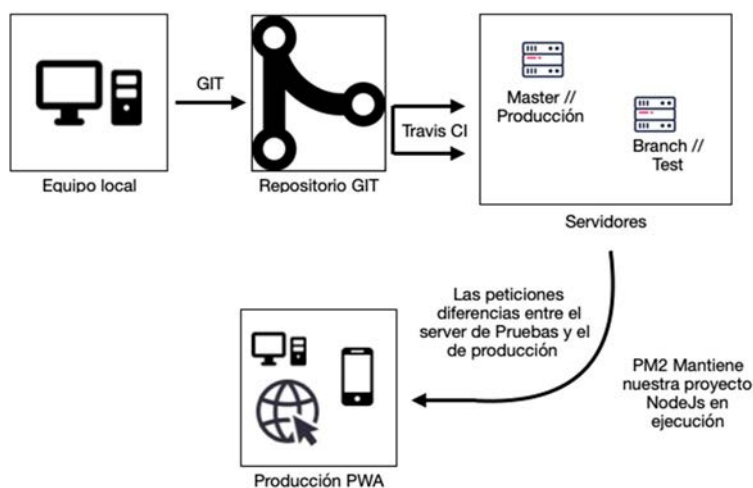 GIT
Travis CI
Master //
Producción
Branch //
Test
Equipo local
Repositorio GIT
Servidores
Las peticiones
diferencias entre el
server de Pruebas y el
de producción
PM2 Mantiene
nuestra proyecto
NodeJs en
ejecución
Producción PWA